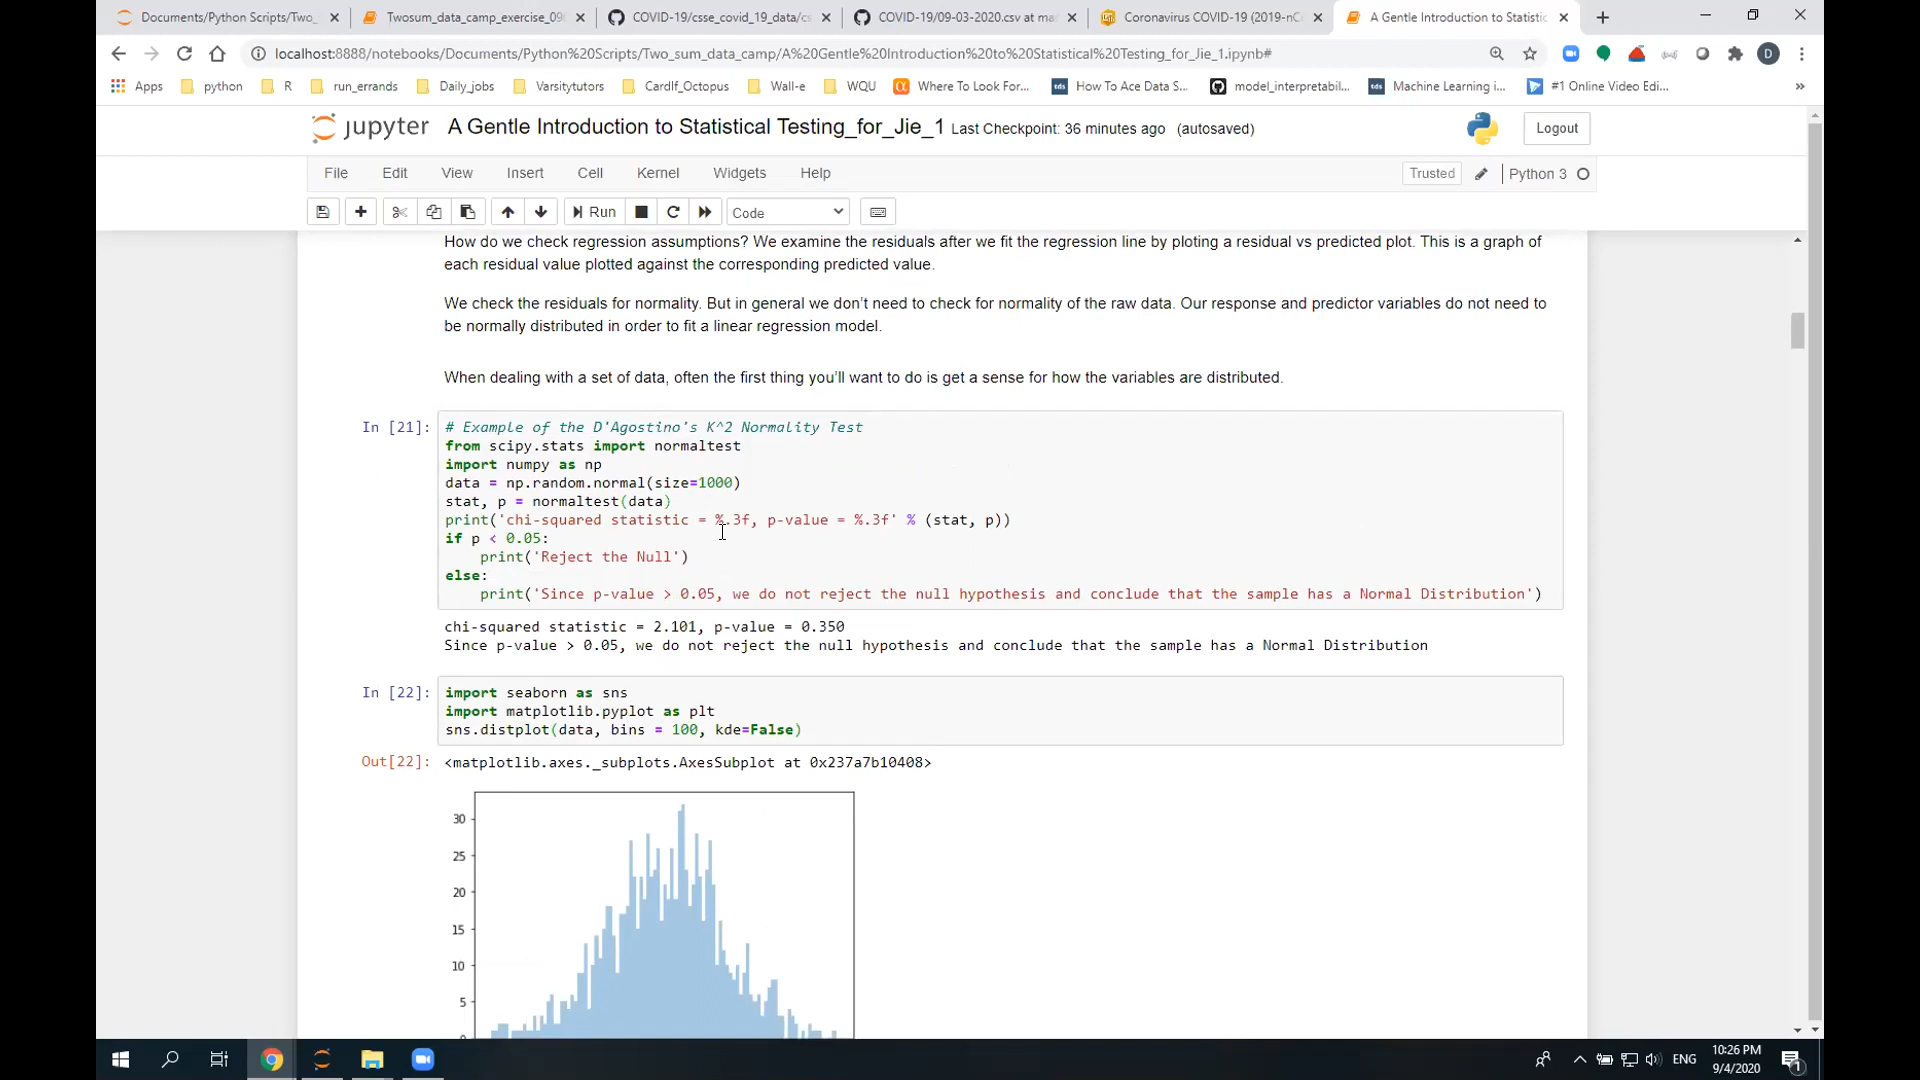 Documents/Python Scripts/Two_
Twosum_data_camp_exercise_09
COVID-19/csse_covid_19_data/cs
COVID-19/09-03-2020.csv at ma
Coronavirus COVID-19 (2019-nC
A Gentle Introduction to Statistic
localhost:8888/notebooks/Documents/Python%20Scripts/Two_sum_data_camp/A%20Gentle%20Introduction%20to%20Statistical%20Testing_for_Jie_1.ipynb#
D
Apps
python
R
run_errands
Daily_jobs
Varsitytutors
Cardlf_Octopus
Wall-e
WQU
Where To Look For...
How To Ace Data S...
model_interpretabil...
Machine Learning i...
#1 Online Video Edi...
»
jupyter A Gentle Introduction to Statistical Testing_for_Jie_1 Last Checkpoint: 36 minutes ago (autosaved)
Logout
File Edit View Insert Cell Kernel Widgets Help
Trusted
Python 3
Run
Code
How do we check regression assumptions? We examine the residuals after we fit the regression line by ploting a residual vs predicted plot. This is a graph of
each residual value plotted against the corresponding predicted value.
We check the residuals for normality. But in general we don't need to check for normality of the raw data. Our response and predictor variables do not need to
be normally distributed in order to fit a linear regression model.
When dealing with a set of data, often the first thing you'll want to do is get a sense for how the variables are distributed.
In [21]:
# Example of the D'Agostino's K^2 Normality Test
from scipy.stats import normaltest
import numpy as np
data = np.random.normal(size=1000)
stat, p = normaltest(data)
print('chi-squared statistic = %.3f, p-value = %.3f' % (stat, p))
if p < 0.05:
    print('Reject the Null')
else:
    print('Since p-value > 0.05, we do not reject the null hypothesis and conclude that the sample has a Normal Distribution')
chi-squared statistic = 2.101, p-value = 0.350
Since p-value > 0.05, we do not reject the null hypothesis and conclude that the sample has a Normal Distribution
In [22]:
import seaborn as sns
import matplotlib.pyplot as plt
sns.distplot(data, bins = 100, kde=False)
Out[22]: <matplotlib.axes._subplots.AxesSubplot at 0x237a7b10408>
30
25
20
15
10
5
ENG
10:26 PM
9/4/2020
1